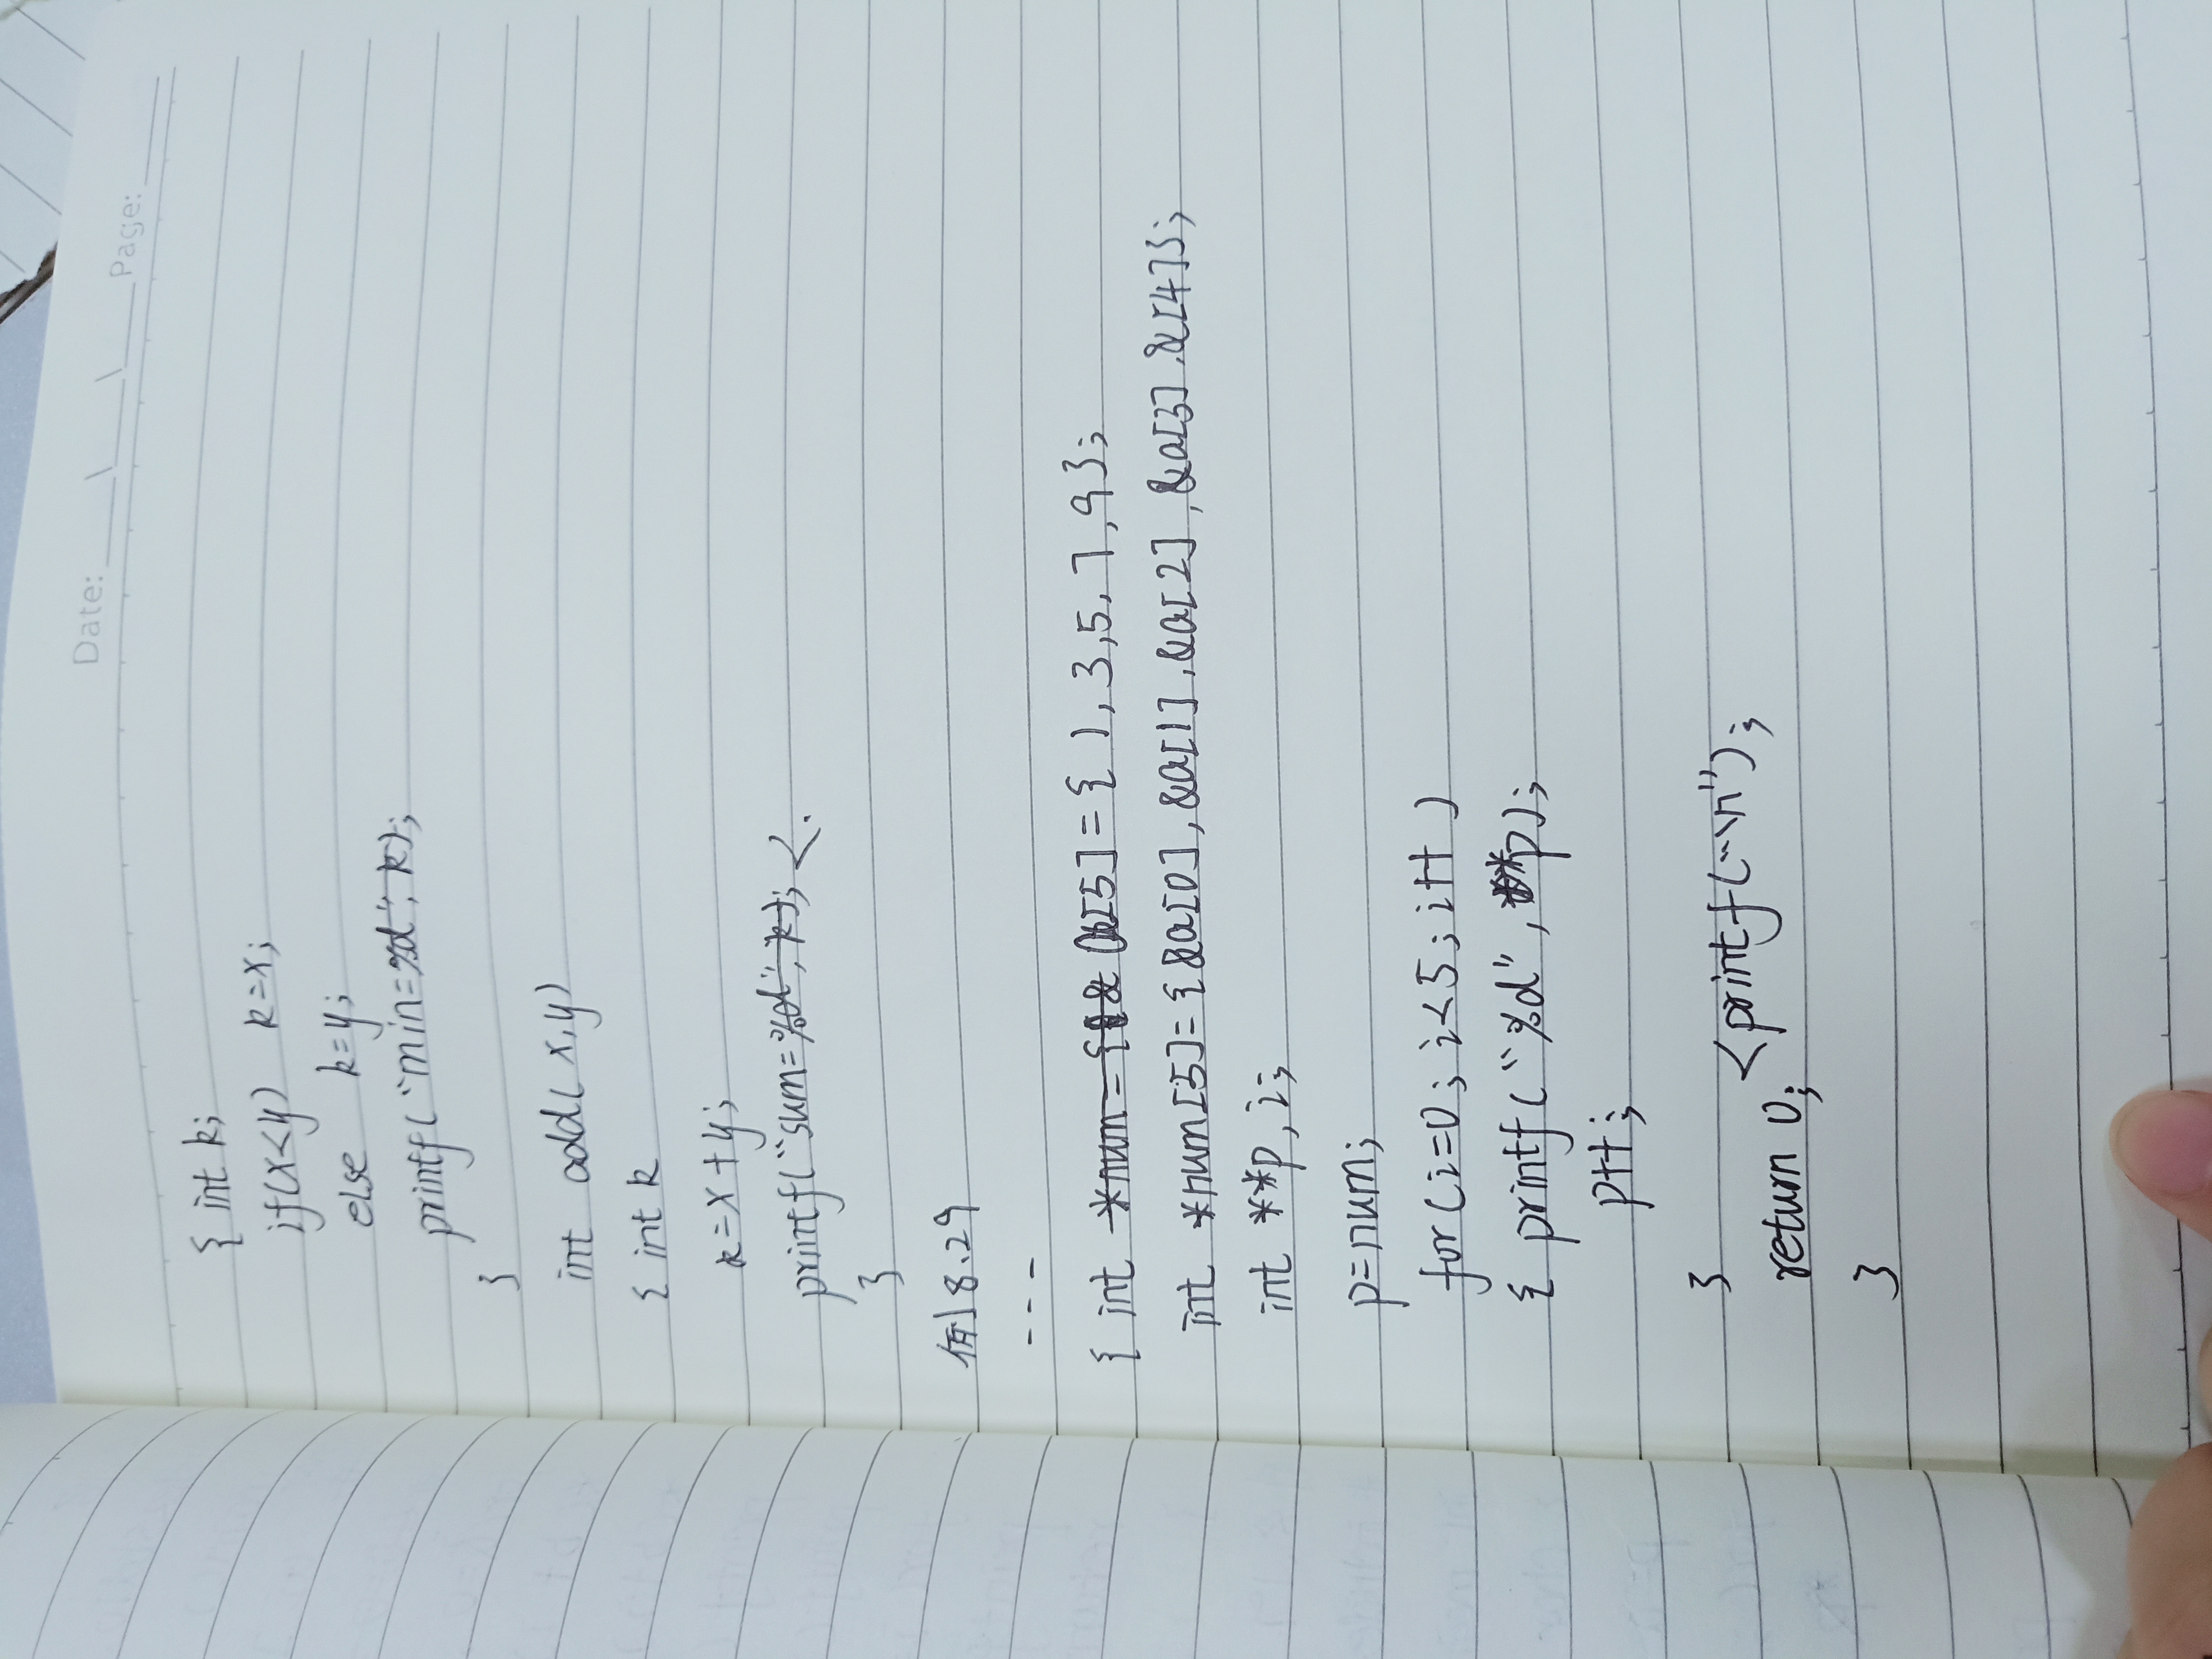 Date: Page:
{ int k;
if(x<y) k=x;
else k=y;
printf("min=%d",k);
}
int add(x,y)
{ int k
k=x+y;
printf("sum=%d",k);
}
例8.29
---
{ int a[5]={1,3,5,7,9};
int *num[5]={&a[0],&a[1],&a[2],&a[3],&[4]};
int **p,i;
p=num;
for(i=0;i<5;i++)
{ printf("%d",**p);
p++;
}
<printf("\n");
return 0;
}